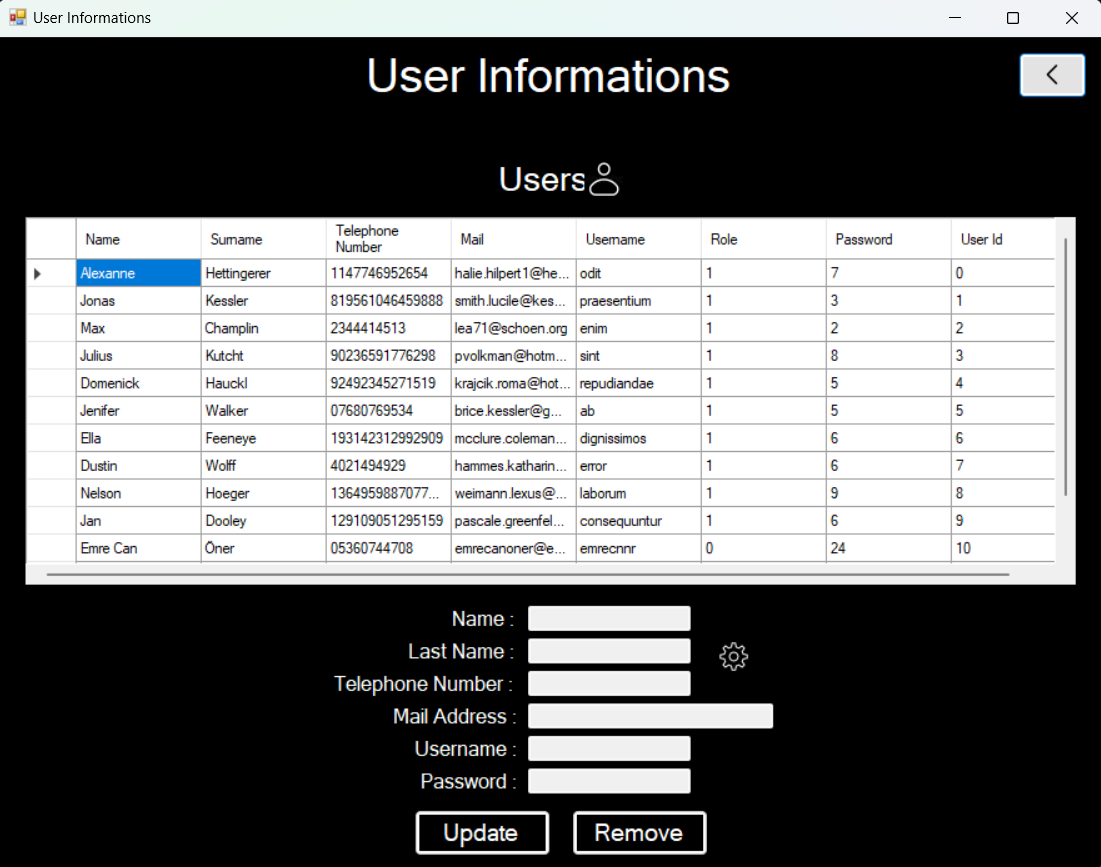 User Informations
User Informations
Users
Name Surname Telephone Number Mail Username Role Password User Id
Alexanne Hettingerer 1147746952654 halie.hilpert1@he... odit 1 7 0
Jonas Kessler 819561046459888 smith.lucile@kes... praesentium 1 3 1
Max Champlin 2344414513 lea71@schoen.org enim 1 2 2
Julius Kutcht 90236591776298 pvolkman@hotm... sint 1 8 3
Domenick Hauckl 92492345271519 krajcik.roma@hot... repudiandae 1 5 4
Jenifer Walker 07680769534 brice.kessler@g... ab 1 5 5
Ella Feeneye 193142312992909 mcclure.coleman... dignissimos 1 6 6
Dustin Wolff 4021494929 hammes.katharin... error 1 6 7
Nelson Hoeger 1364959887077... weimann.lexus@... laborum 1 9 8
Jan Dooley 129109051295159 pascale.greenfel... consequuntur 1 6 9
Emre Can Öner 05360744708 emrecanoner@e... emrecnnr 0 24 10
Name :
Last Name :
Telephone Number :
Mail Address :
Username :
Password :
Update Remove